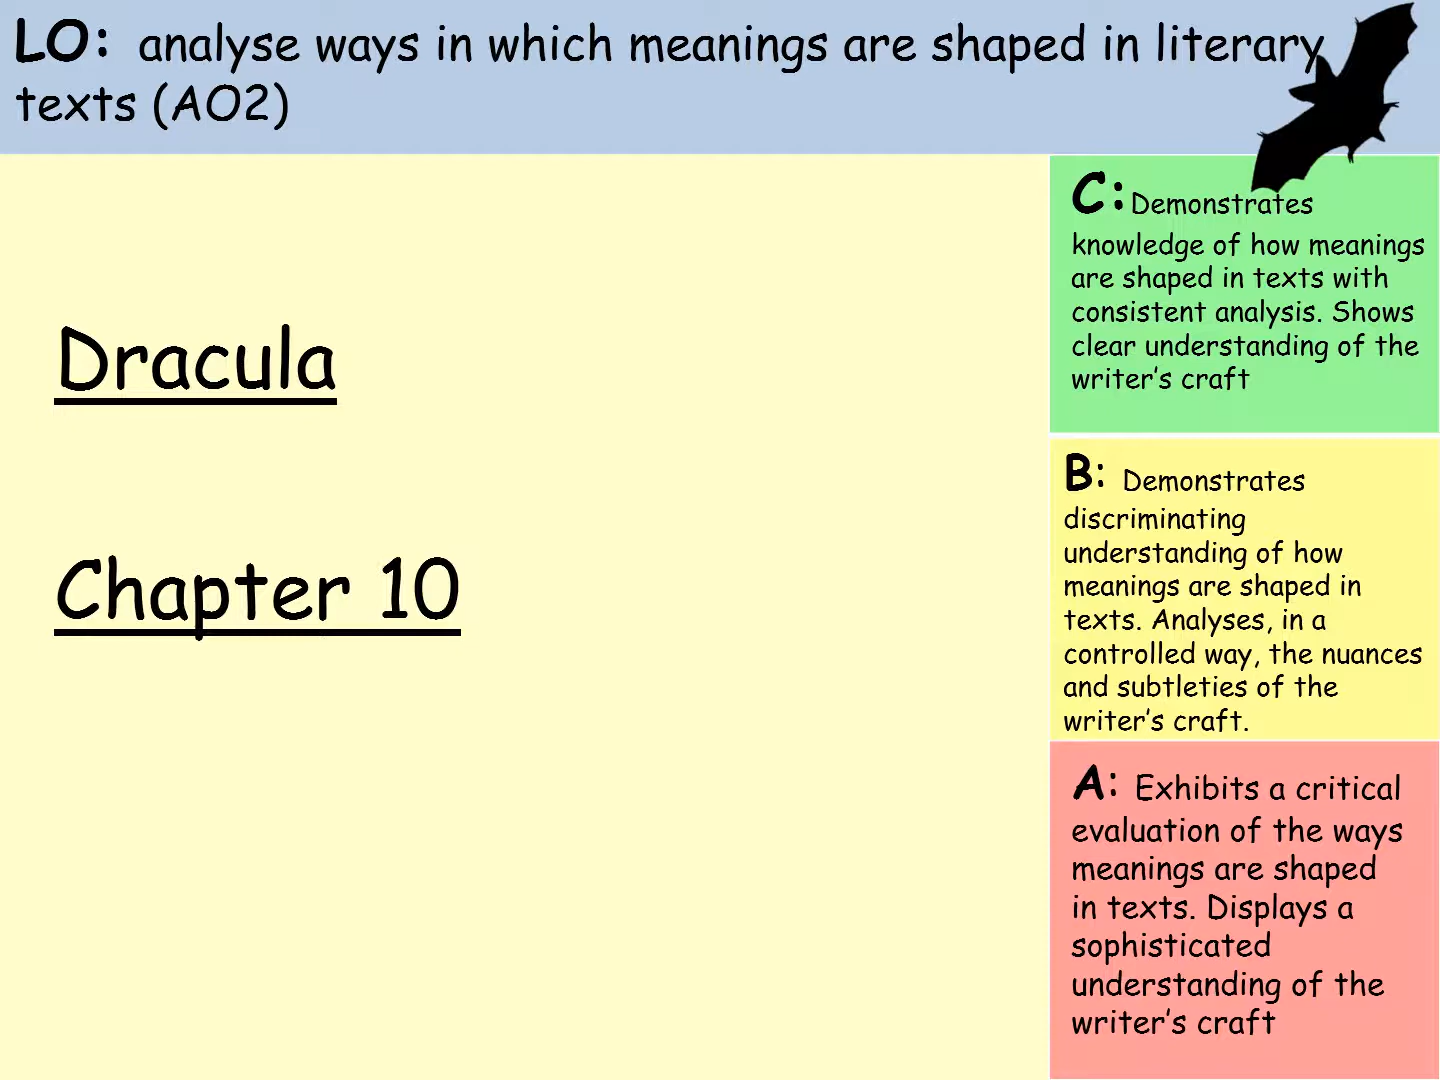 LO: analyse ways in which meanings are shaped in literary
texts (AO2)
Dracula
Chapter 10
C: Demonstrates
knowledge of how meanings
are shaped in texts with
consistent analysis. Shows
clear understanding of the
writer’s craft
B: Demonstrates
discriminating
understanding of how
meanings are shaped in
texts. Analyses, in a
controlled way, the nuances
and subtleties of the
writer’s craft.
A: Exhibits a critical
evaluation of the ways
meanings are shaped
in texts. Displays a
sophisticated
understanding of the
writer’s craft